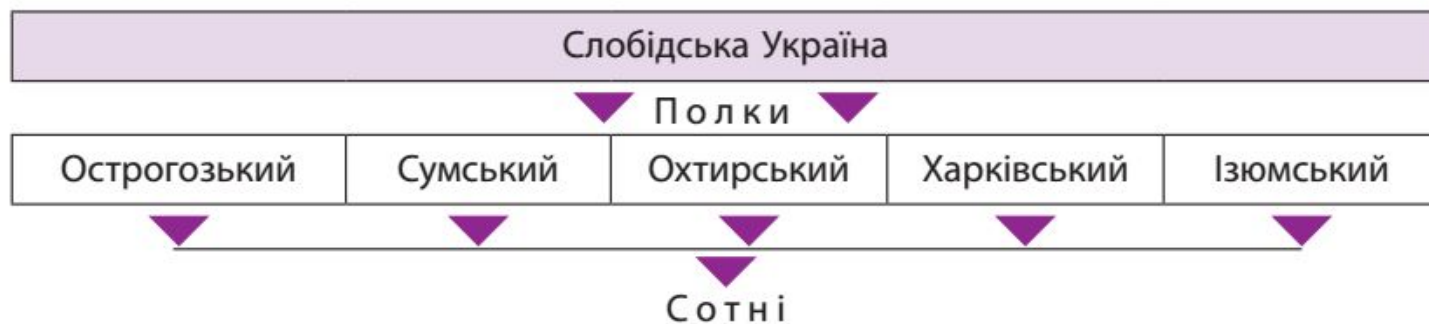 Слобідська Україна
Полки
Острогозький Сумський Охтирський Харківський Ізюмський
Сотні